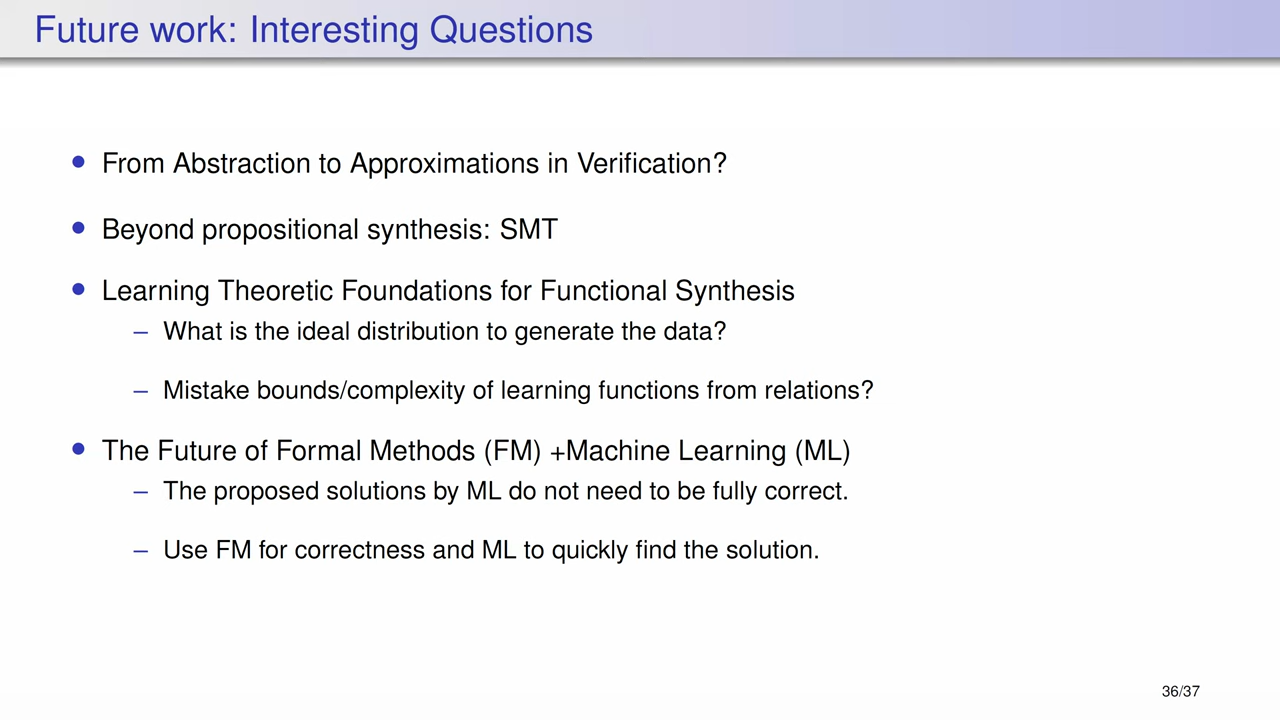 Future work: Interesting Questions
• From Abstraction to Approximations in Verification?
• Beyond propositional synthesis: SMT
• Learning Theoretic Foundations for Functional Synthesis
– What is the ideal distribution to generate the data?
– Mistake bounds/complexity of learning functions from relations?
• The Future of Formal Methods (FM) +Machine Learning (ML)
– The proposed solutions by ML do not need to be fully correct.
– Use FM for correctness and ML to quickly find the solution.
36/37